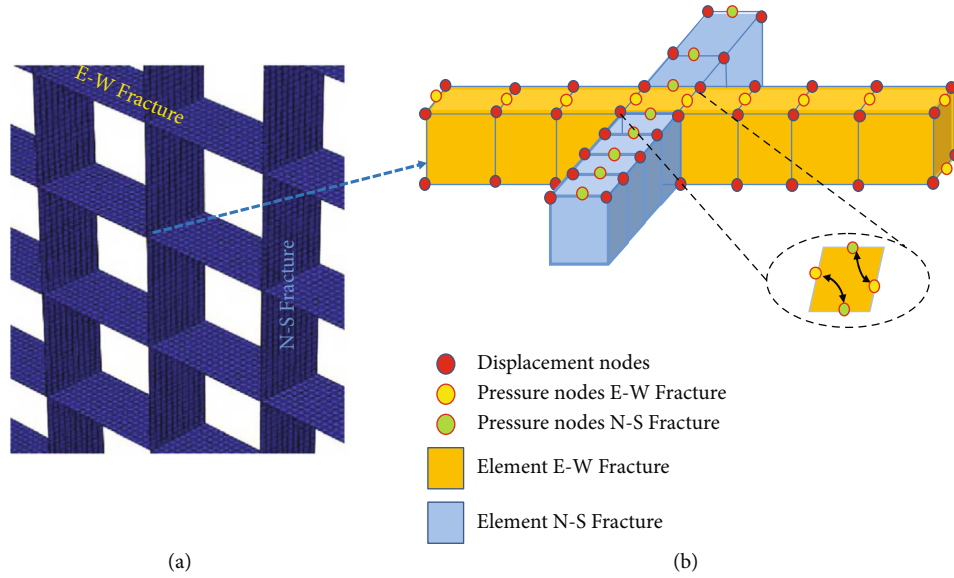 E-W Fracture
N-S Fracture
Displacement nodes
Pressure nodes E-W Fracture
Pressure nodes N-S Fracture
Element E-W Fracture
Element N-S Fracture
(a)
(b)